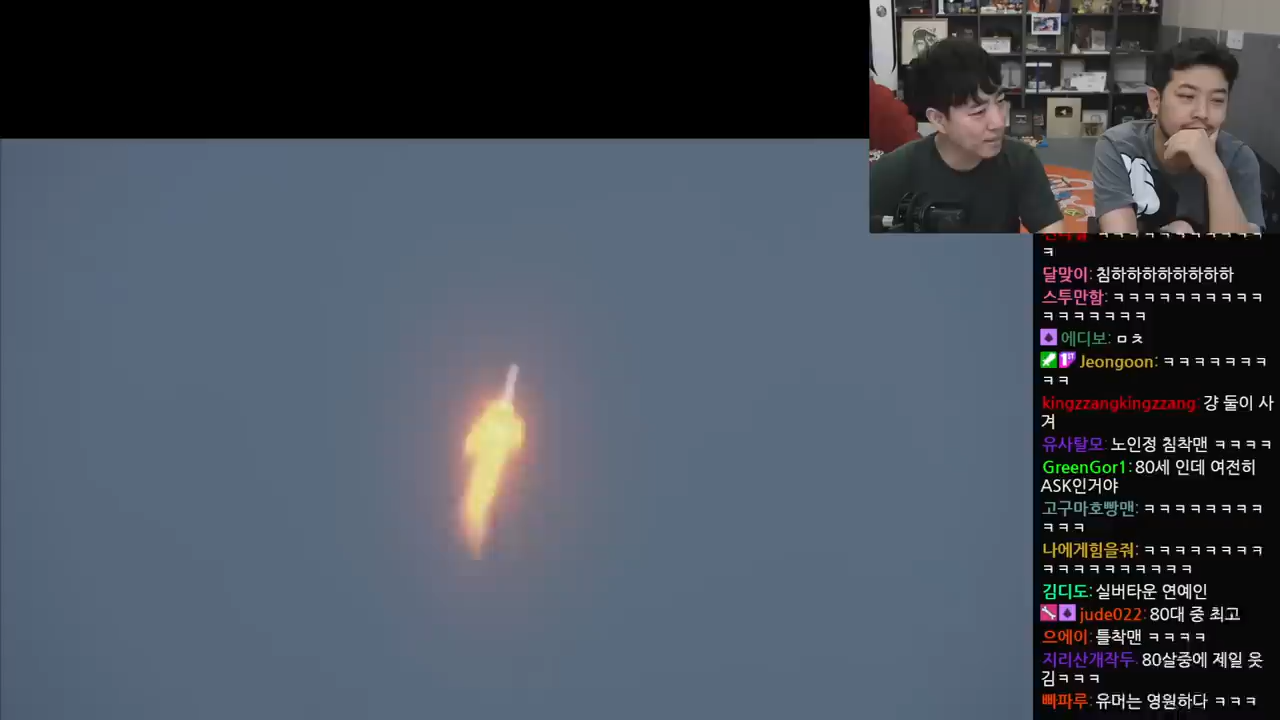 ㅋ
달맞이: 침하하하하하하하하
스투만함: ㅋㅋㅋㅋㅋㅋㅋㅋㅋㅋ
ㅋㅋㅋㅋㅋㅋㅋ
에디보: ㅁㅊ
Jeongoon: ㅋㅋㅋㅋㅋㅋㅋ
ㅋㅋ
kingzzangkingzzang: 걍 둘이 사
겨
유사탈모: 노인정 침착맨 ㅋㅋㅋㅋ
GreenGor1: 80세 인데 여전히
ASK인거야
고구마호빵맨: ㅋㅋㅋㅋㅋㅋㅋㅋ
ㅋㅋㅋ
나에게힘을줘: ㅋㅋㅋㅋㅋㅋㅋㅋ
ㅋㅋㅋㅋㅋㅋㅋㅋㅋㅋ
김디도: 실버타운 연예인
jude022: 80대 중 최고
으에이: 틀착맨 ㅋㅋㅋㅋ
지리산개작두: 80살중에 제일 웃
김ㅋㅋㅋ
빠파루: 유머는 영원하다 ㅋㅋㅋ